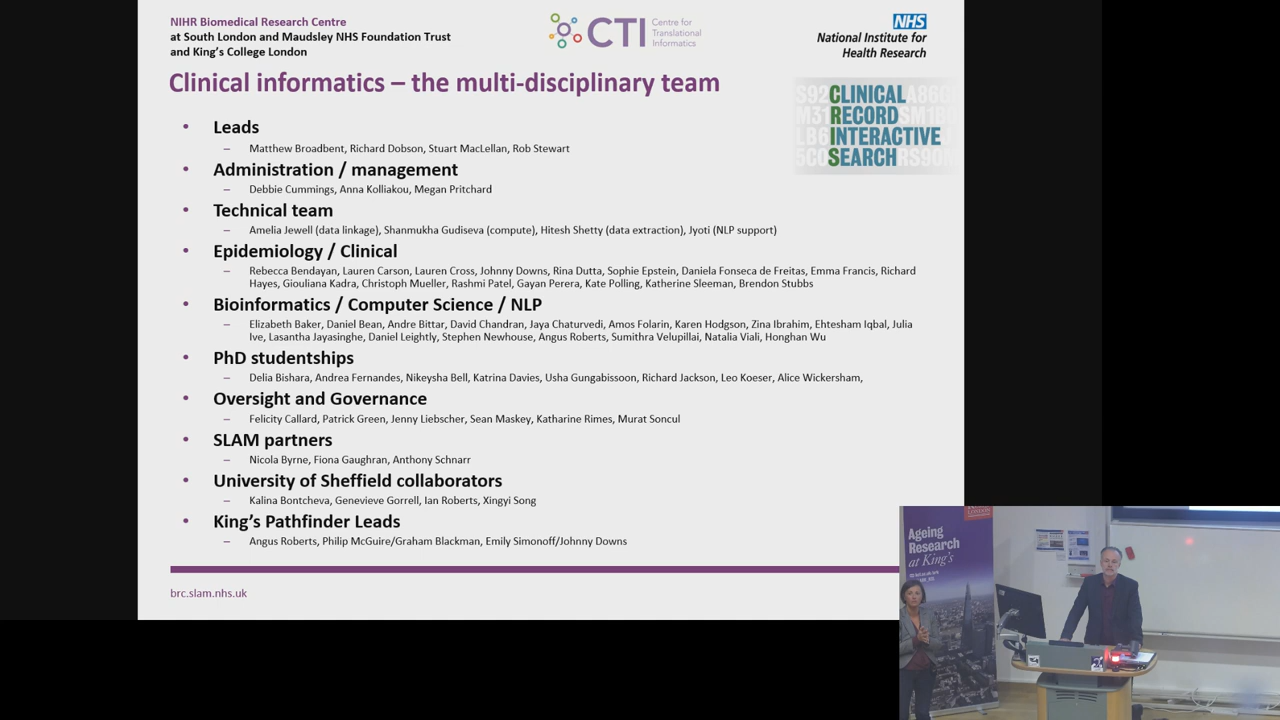 NIHR Biomedical Research Centre
at South London and Maudsley NHS Foundation Trust
and King's College London
CTI Centre for
Translational
Informatics
NHS
National Institute for
Health Research
Clinical informatics – the multi-disciplinary team
CLINICAL
RECORD
INTERACTIVE
SEARCH
• Leads
– Matthew Broadbent, Richard Dobson, Stuart MacLellan, Rob Stewart
• Administration / management
– Debbie Cummings, Anna Kolliakou, Megan Pritchard
• Technical team
– Amelia Jewell (data linkage), Shanmukha Gudiseva (compute), Hitesh Shetty (data extraction), Jyoti (NLP support)
• Epidemiology / Clinical
– Rebecca Bendayan, Lauren Carson, Lauren Cross, Johnny Downs, Rina Dutta, Sophie Epstein, Daniela Fonseca de Freitas, Emma Francis, Richard
Hayes, Giouliana Kadra, Christoph Mueller, Rashmi Patel, Gayan Perera, Kate Polling, Katherine Sleeman, Brendon Stubbs
• Bioinformatics / Computer Science / NLP
– Elizabeth Baker, Daniel Bean, Andre Bittar, David Chandran, Jaya Chaturvedi, Amos Folarin, Karen Hodgson, Zina Ibrahim, Ehtesham Iqbal, Julia
Ive, Lasantha Jayasinghe, Daniel Leightly, Stephen Newhouse, Angus Roberts, Sumithra Velupillai, Natalia Viali, Honghan Wu
• PhD studentships
– Delia Bishara, Andrea Fernandes, Nikeysha Bell, Katrina Davies, Usha Gungabissoon, Richard Jackson, Leo Koeser, Alice Wickersham,
• Oversight and Governance
– Felicity Callard, Patrick Green, Jenny Liebscher, Sean Maskey, Katharine Rimes, Murat Soncul
• SLAM partners
– Nicola Byrne, Fiona Gaughran, Anthony Schnarr
• University of Sheffield collaborators
– Kalina Bontcheva, Genevieve Gorrell, Ian Roberts, Xingyi Song
• King's Pathfinder Leads
– Angus Roberts, Philip McGuire/Graham Blackman, Emily Simonoff/Johnny Downs
brc.slam.nhs.uk
Ageing
Research
at King's